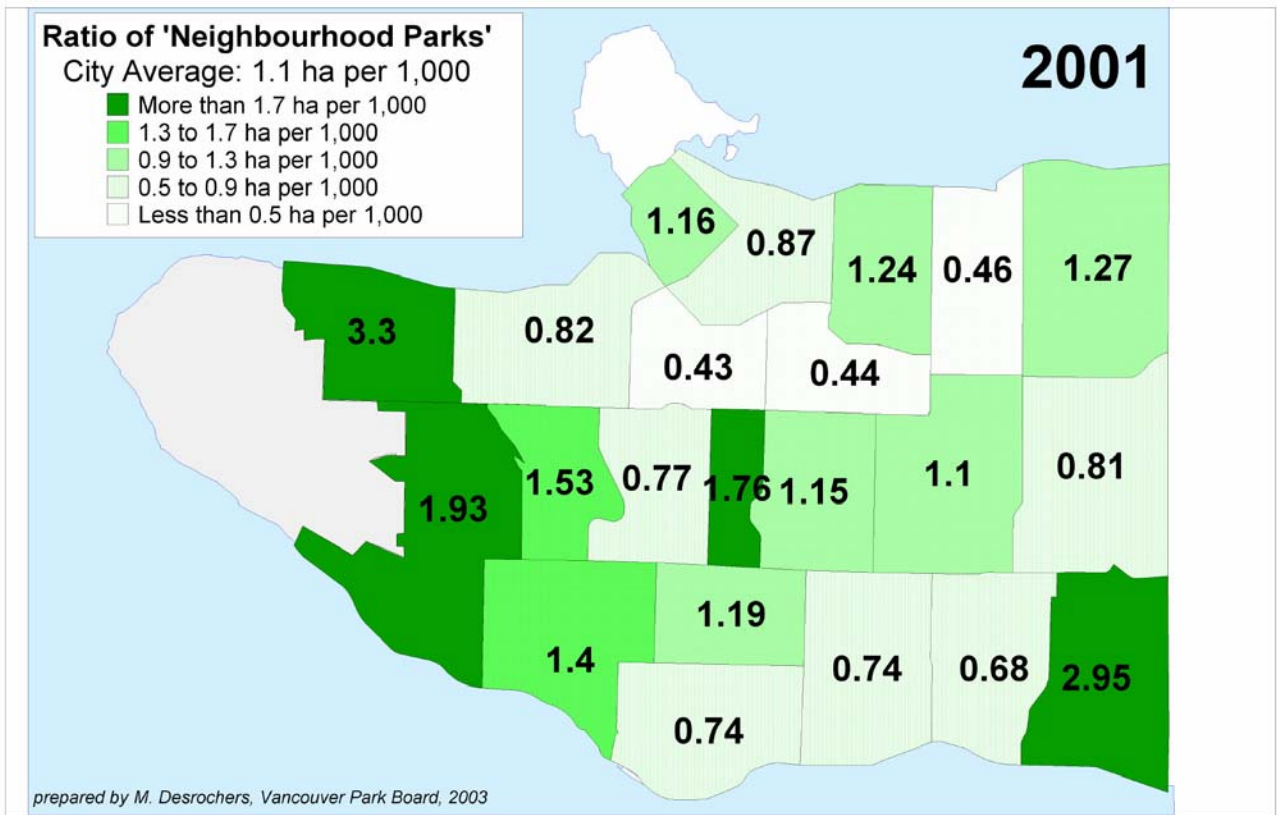 Ratio of 'Neighbourhood Parks'
City Average: 1.1 ha per 1,000
More than 1.7 ha per 1,000
1.3 to 1.7 ha per 1,000
0.9 to 1.3 ha per 1,000
0.5 to 0.9 ha per 1,000
Less than 0.5 ha per 1,000
2001
1.16
0.87
1.24
0.46
1.27
3.3
0.82
0.43
0.44
1.93
1.53
0.77
1.76
1.15
1.1
0.81
1.4
1.19
0.74
0.68
2.95
0.74
prepared by M. Desrochers, Vancouver Park Board, 2003